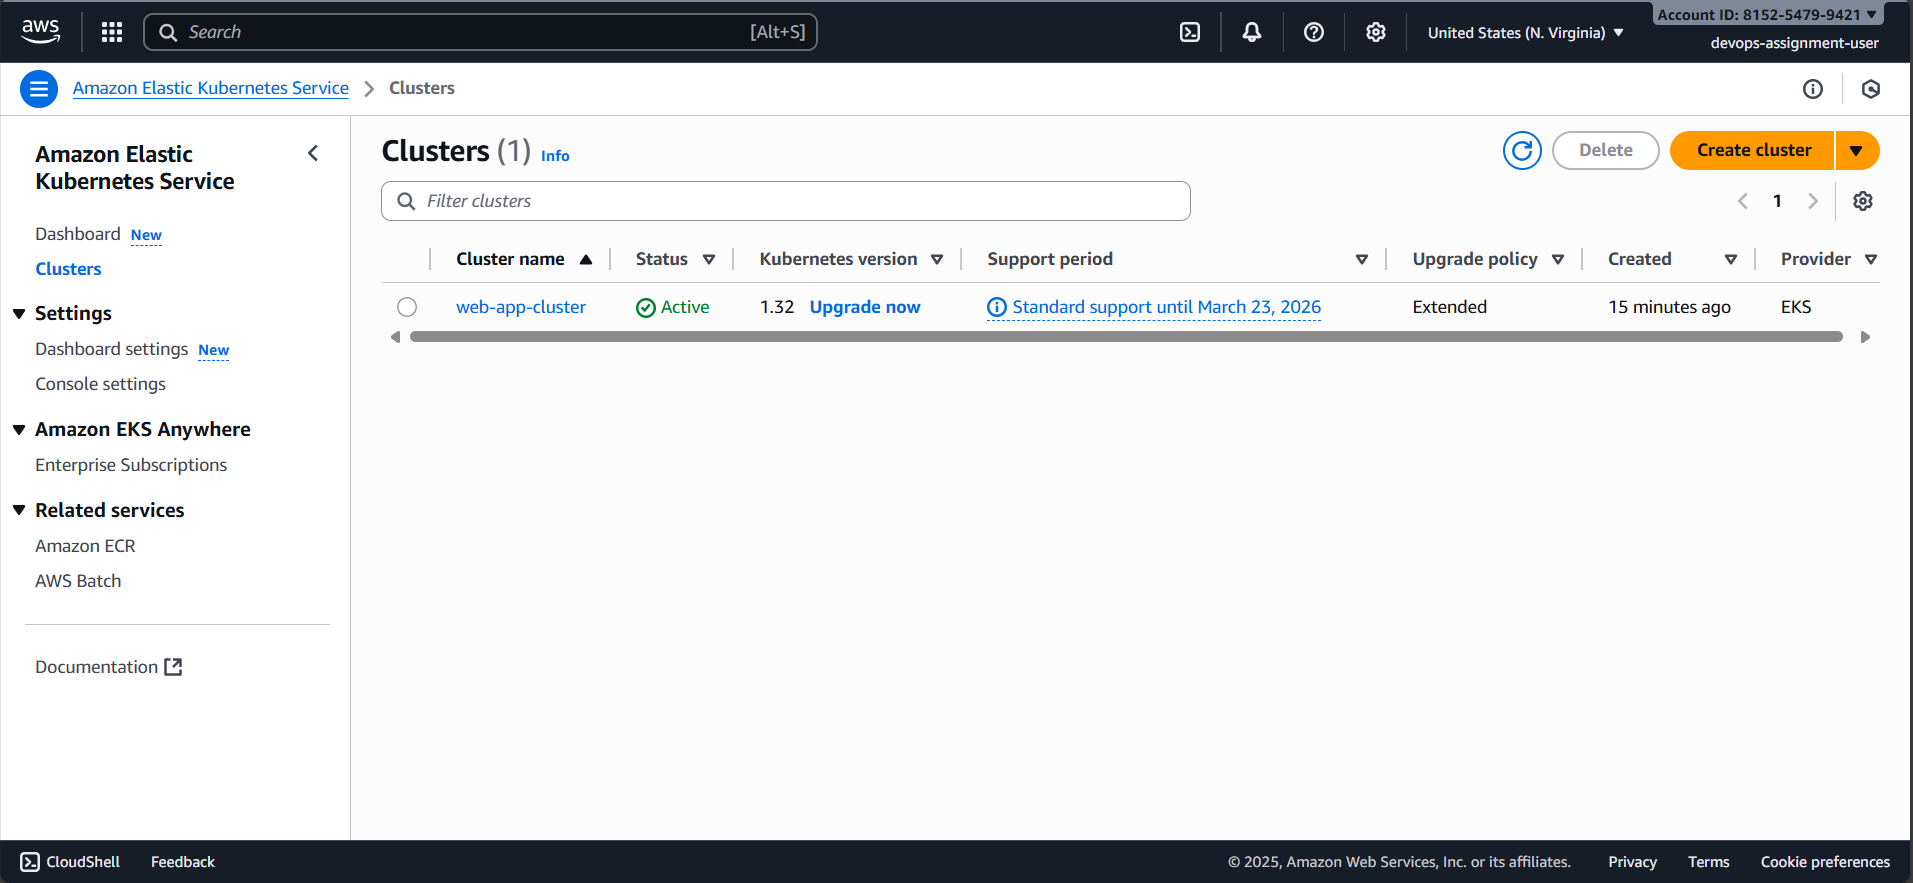 aws
Search [Alt+S]
United States (N. Virginia)
Account ID: 8152-5479-9421
devops-assignment-user
Amazon Elastic Kubernetes Service
Clusters
Amazon Elastic
Kubernetes Service
Dashboard New
Clusters
Settings
Dashboard settings New
Console settings
Amazon EKS Anywhere
Enterprise Subscriptions
Related services
Amazon ECR
AWS Batch
Documentation
Clusters (1) Info
Delete
Create cluster
Filter clusters
1
Cluster name Status Kubernetes version Support period Upgrade policy Created Provider
web-app-cluster Active 1.32 Upgrade now Standard support until March 23, 2026 Extended 15 minutes ago EKS
CloudShell Feedback © 2025, Amazon Web Services, Inc. or its affiliates. Privacy Terms Cookie preferences